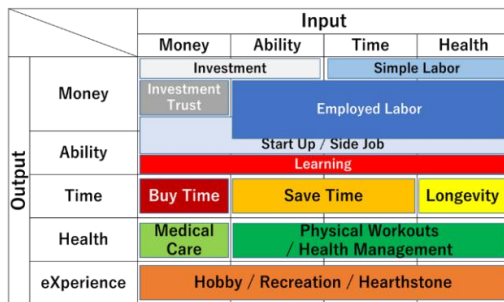 Input
Money Ability Time Health
Output
Money
Investment
Simple Labor
Investment
Trust
Employed Labor
Start Up / Side Job
Ability
Learning
Time
Buy Time
Save Time
Longevity
Health
Medical
Care
Physical Workouts
/ Health Management
eXperience
Hobby / Recreation / Hearthstone